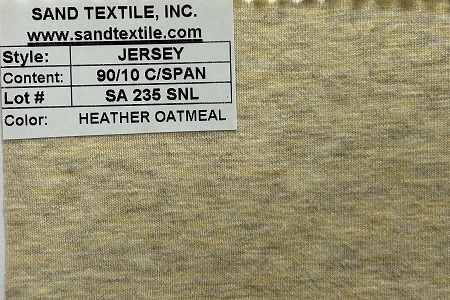 SAND TEXTILE, INC.
www.sandtextile.com
Style: JERSEY
Content: 90/10 C/SPAN
Lot # SA 235 SNL
Color: HEATHER OATMEAL